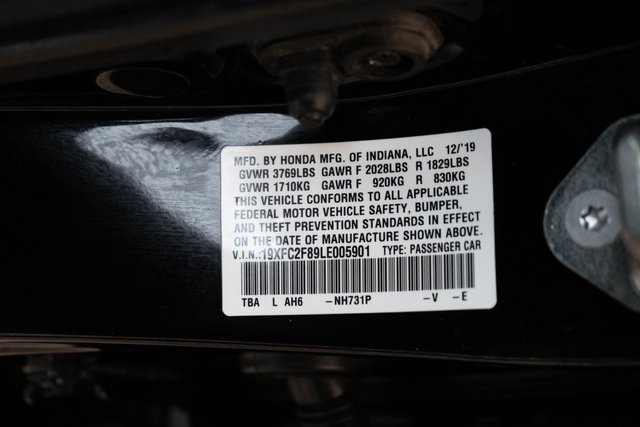 MFD. BY HONDA MFG. OF INDIANA, LLC 12/'19
GVWR 3769LBS GAWR F 2028LBS R 1829LBS
GVWR 1710KG GAWR F 920KG R 830KG
THIS VEHICLE CONFORMS TO ALL APPLICABLE
FEDERAL MOTOR VEHICLE SAFETY, BUMPER,
AND THEFT PREVENTION STANDARDS IN EFFECT
ON THE DATE OF MANUFACTURE SHOWN ABOVE.
V.I.N.:19XFC2F89LE005901 TYPE: PASSENGER CAR
TBA L AH6 –NH731P –V –E